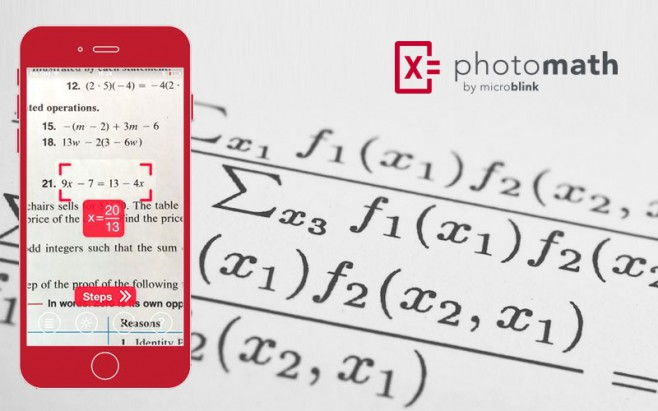 photomath
by microblink
illustrated by each statement.
12. (2 · 5)(−4) = −4(2 ·
ted operations.
15. −(m − 2) + 3m − 6
18. 13w − 2(3 − 6w)
21. 9x − 7 = 13 − 4x
chairs sells . The table
x=20/13
price of the ind the price
dd integers such that the sum
ep of the proof of the following
Steps
In wor its own opp
Reasons
1. Identity P
∑x1 f1(x1)f2(x2,
∑x3 f1(x1)f2(x2
(x1)f2(x2, x1)
2(x2, x1) =